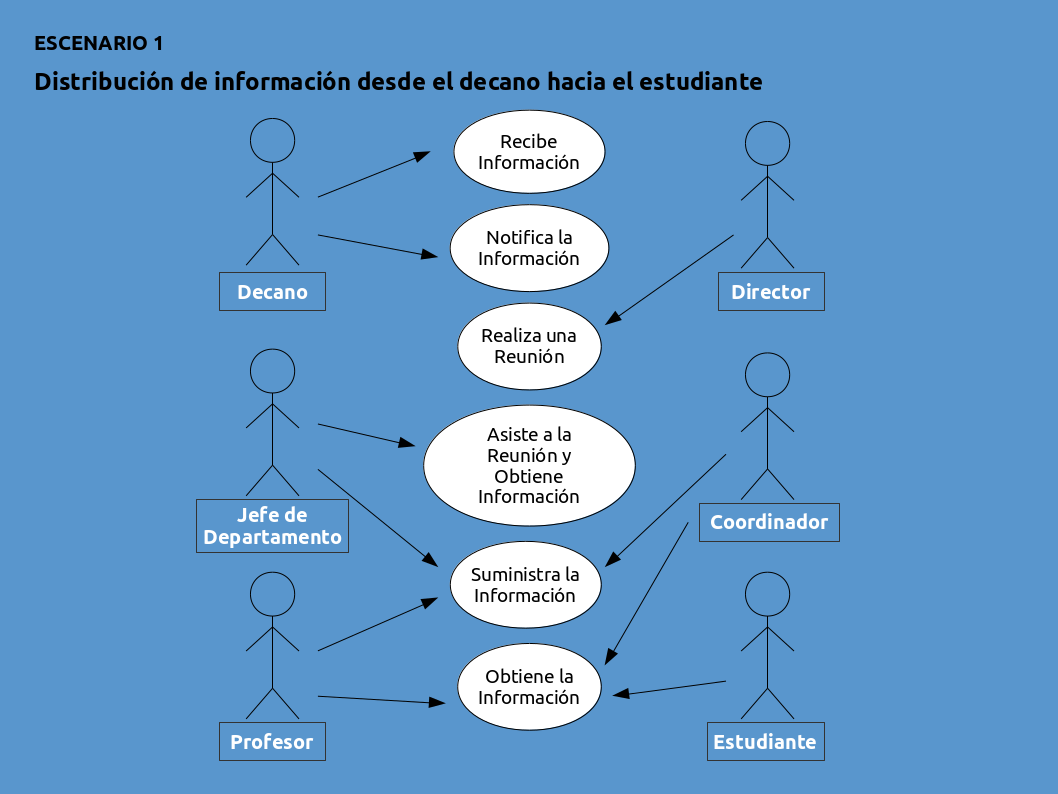 ESCENARIO 1
Distribución de información desde el decano hacia el estudiante
Recibe
Información
Notifica la
Información
Decano
Director
Realiza una
Reunión
Asiste a la
Reunión y
Obtiene
Información
Jefe de
Departamento
Coordinador
Suministra la
Información
Obtiene la
Información
Profesor
Estudiante